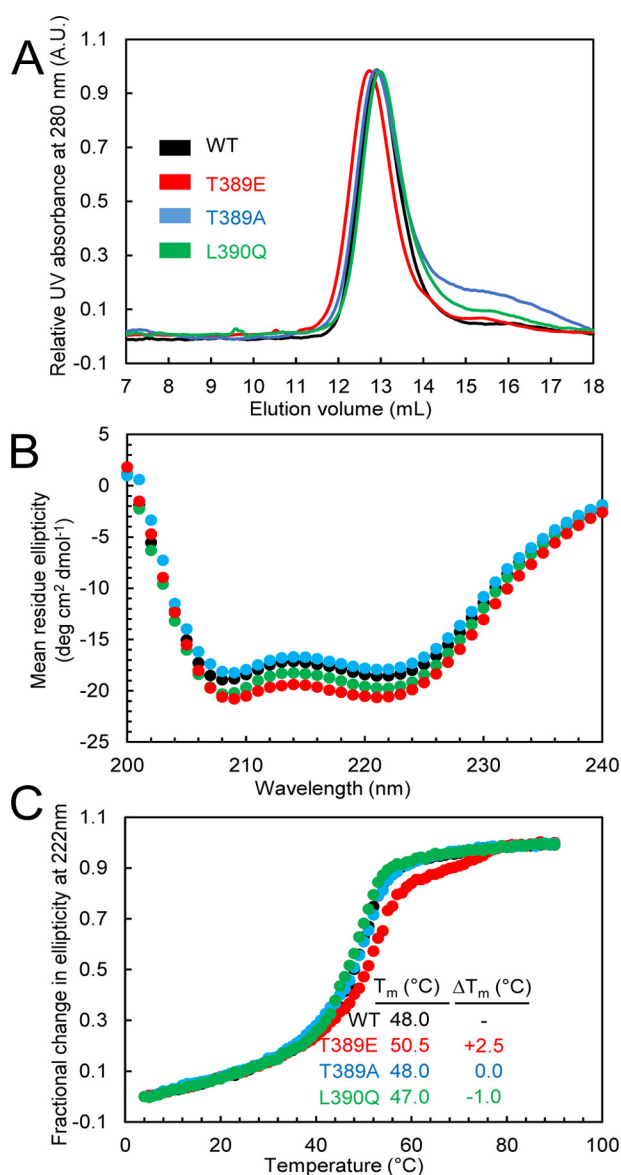 A
Relative UV absorbance at 280 nm (A.U.)
1.1
0.9
0.7
0.5
0.3
0.1
-0.1
WT
T389E
T389A
L390Q
7 8 9 10 11 12 13 14 15 16 17 18
Elution volume (mL)
B
Mean residue ellipticity
(deg cm² dmol⁻¹)
5
0
-5
-10
-15
-20
-25
200 210 220 230 240
Wavelength (nm)
C
Fractional change in ellipticity at 222nm
1.1
0.9
0.7
0.5
0.3
0.1
-0.1
Tm (°C) ΔTm (°C)
WT 48.0 -
T389E 50.5 +2.5
T389A 48.0 0.0
L390Q 47.0 -1.0
0 20 40 60 80 100
Temperature (°C)